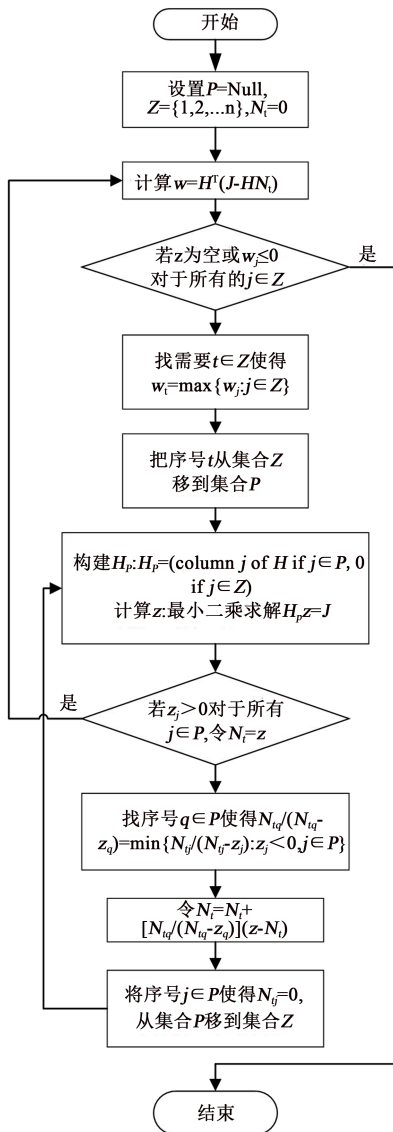 开始
设置P=Null,
Z={1,2,...n},Nt=0
计算w=H^T(J-HNt)
若z为空或wj≤0
对于所有的j∈Z
是
找需要t∈Z使得
wt=max{wj:j∈Z}
把序号t从集合Z
移到集合P
构建HP:HP=(column j of H if j∈P, 0
if j∈Z)
计算z:最小二乘求解Hpz=J
是
若zj>0对于所有
j∈P,令Nt=z
找序号q∈P使得Ntq/(Ntq-
zq)=min{Ntj/(Ntj-zj):zj<0,j∈P}
令Nt=Nt+
[Ntq/(Ntq-zq)](z-Nt)
将序号j∈P使得Ntj=0,
从集合P移到集合Z
结束